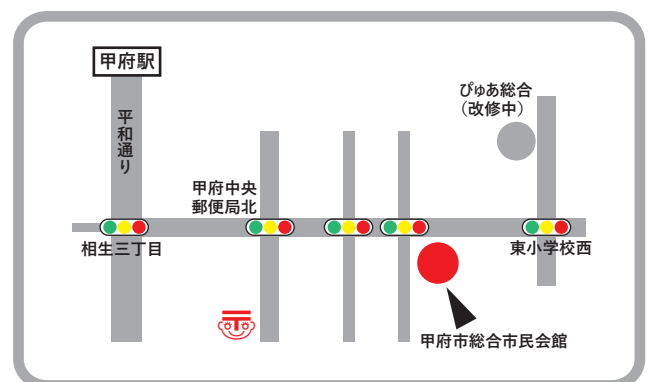 甲府駅
平和通り
ぴゅあ総合
（改修中）
甲府中央
郵便局北
相生三丁目
東小学校西
甲府市総合市民会館